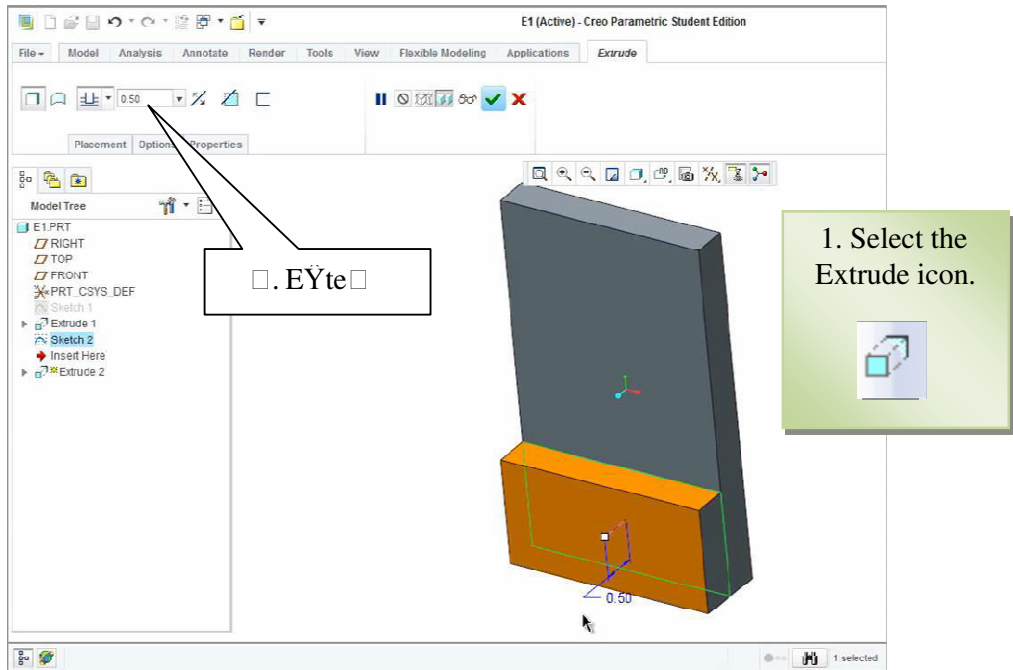 E1 (Active) - Creo Parametric Student Edition
File Model Analysis Annotate Render Tools View Flexible Modeling Applications Extrude
0.50
Placement Options Properties
Model Tree
E1.PRT
RIGHT
TOP
FRONT
PRT_CSYS_DEF
Sketch 1
Extrude 1
Sketch 2
Insert Here
Extrude 2
□. EŸte□
1. Select the
Extrude icon.
0.50
1 selected